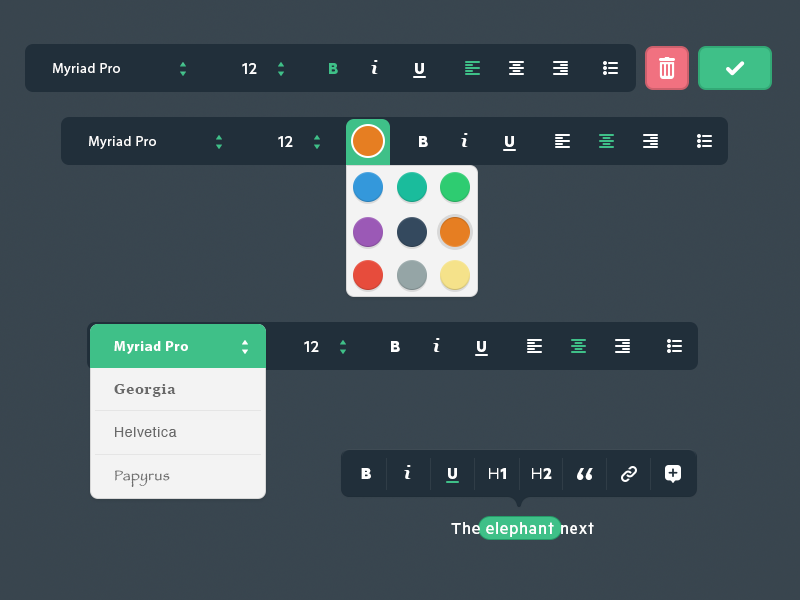 Myriad Pro 12 B i U
Myriad Pro 12 B i U
Myriad Pro 12 B i U
Georgia
Helvetica
Papyrus
B i U H1 H2 “
The elephant next